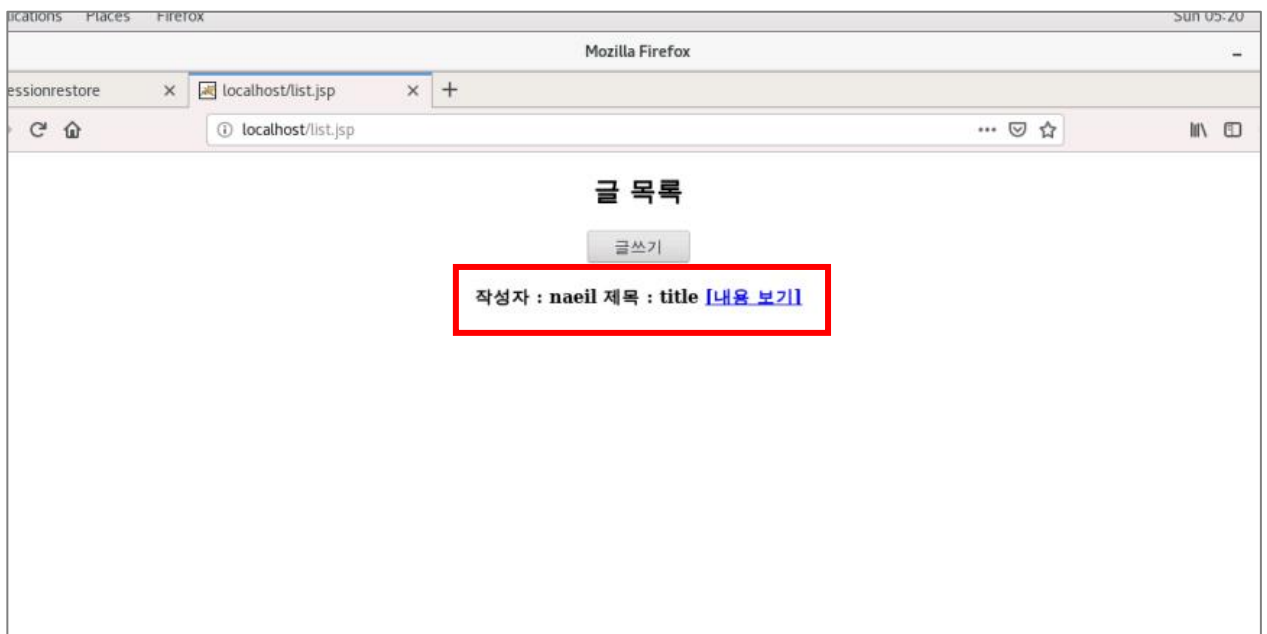 Places Firefox
Sun 05:20
Mozilla Firefox
essionrestore
localhost/list.jsp
localhost/list.jsp
글 목록
글쓰기
작성자 : naeil 제목 : title [내용 보기]